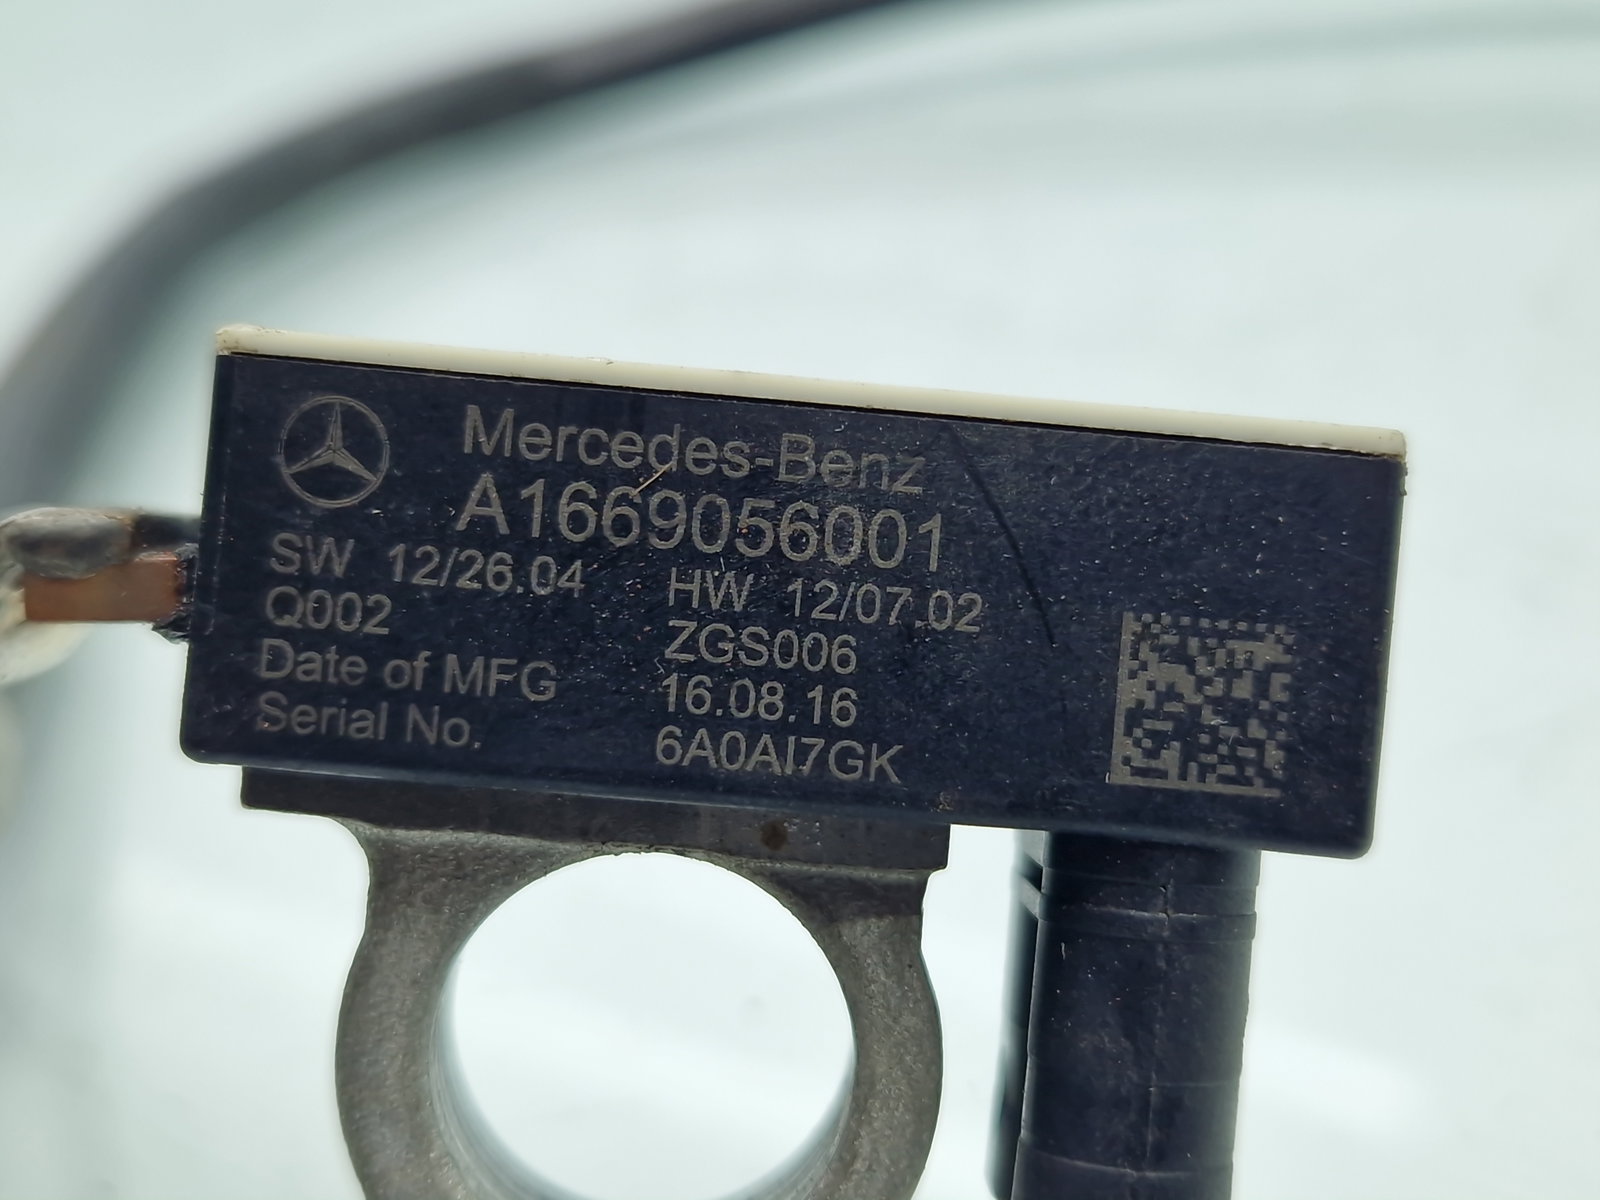 Mercedes-Benz
A1669056001
SW 12/26.04 HW 12/07.02
Q002 ZGS006
Date of MFG 16.08.16
Serial No. 6A0AI7GK